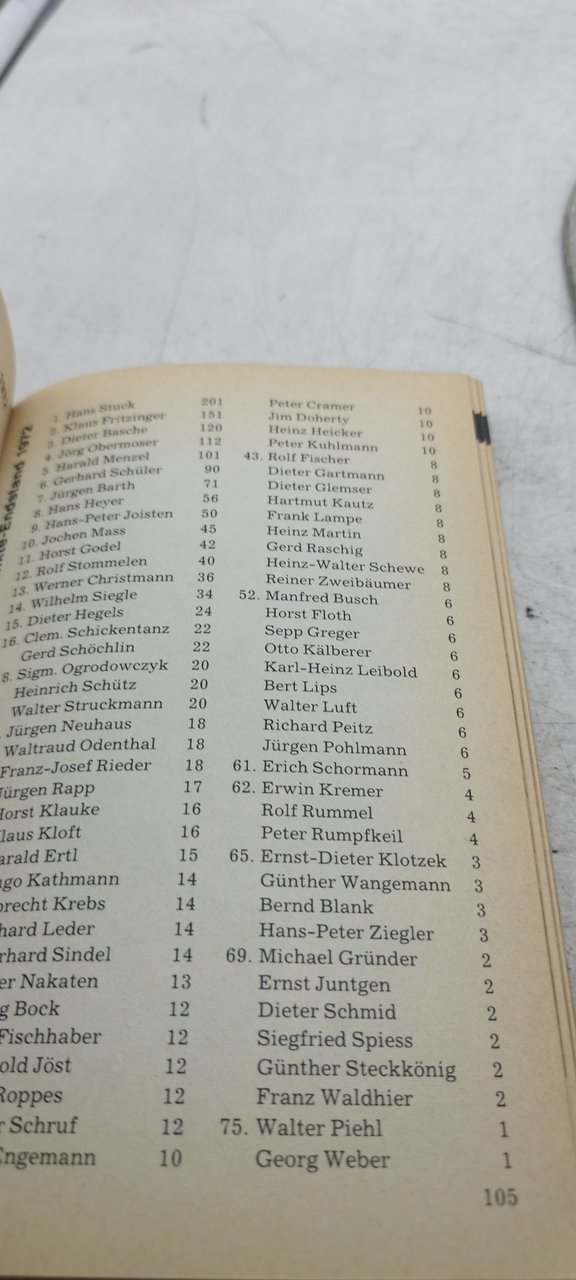 -Endstand 1972
1. Hans Stuck 201
2. Klaus Fritzinger 151
3. Dieter Basche 120
4. Jörg Obermoser 112
5. Harald Menzel 101
6. Gerhard Schüler 90
7. Jürgen Barth 71
8. Hans Heyer 56
9. Hans-Peter Joisten 50
10. Jochen Mass 45
11. Horst Godel 42
12. Rolf Stommelen 40
13. Werner Christmann 36
14. Wilhelm Siegle 34
15. Dieter Hegels 24
16. Clem. Schickentanz 22
Gerd Schöchlin 22
8. Sigm. Ogrodowczyk 20
Heinrich Schütz 20
Walter Struckmann 20
Jürgen Neuhaus 18
Waltraud Odenthal 18
Franz-Josef Rieder 18
Jürgen Rapp 17
Horst Klauke 16
Klaus Kloft 16
arald Ertl 15
Kathmann 14
brecht Krebs 14
hard Leder 14
rhard Sindel 14
er Nakaten 13
g Bock 12
Fischhaber 12
old Jöst 12
Roppes 12
r Schruf 12
Engemann 10
Peter Cramer 10
Jim Doherty 10
Heinz Heicker 10
Peter Kuhlmann 10
43. Rolf Fischer 8
Dieter Gartmann 8
Dieter Glemser 8
Hartmut Kautz 8
Frank Lampe 8
Heinz Martin 8
Gerd Raschig 8
Heinz-Walter Schewe 8
Reiner Zweibäumer 8
52. Manfred Busch 6
Horst Floth 6
Sepp Greger 6
Otto Kälberer 6
Karl-Heinz Leibold 6
Bert Lips 6
Walter Luft 6
Richard Peitz 6
Jürgen Pohlmann 6
61. Erich Schormann 5
62. Erwin Kremer 4
Rolf Rummel 4
Peter Rumpfkeil 4
65. Ernst-Dieter Klotzek 3
Günther Wangemann 3
Bernd Blank 3
Hans-Peter Ziegler 3
69. Michael Gründer 2
Ernst Juntgen 2
Dieter Schmid 2
Siegfried Spiess 2
Günther Steckkönig 2
Franz Waldhier 2
75. Walter Piehl 1
Georg Weber 1
105